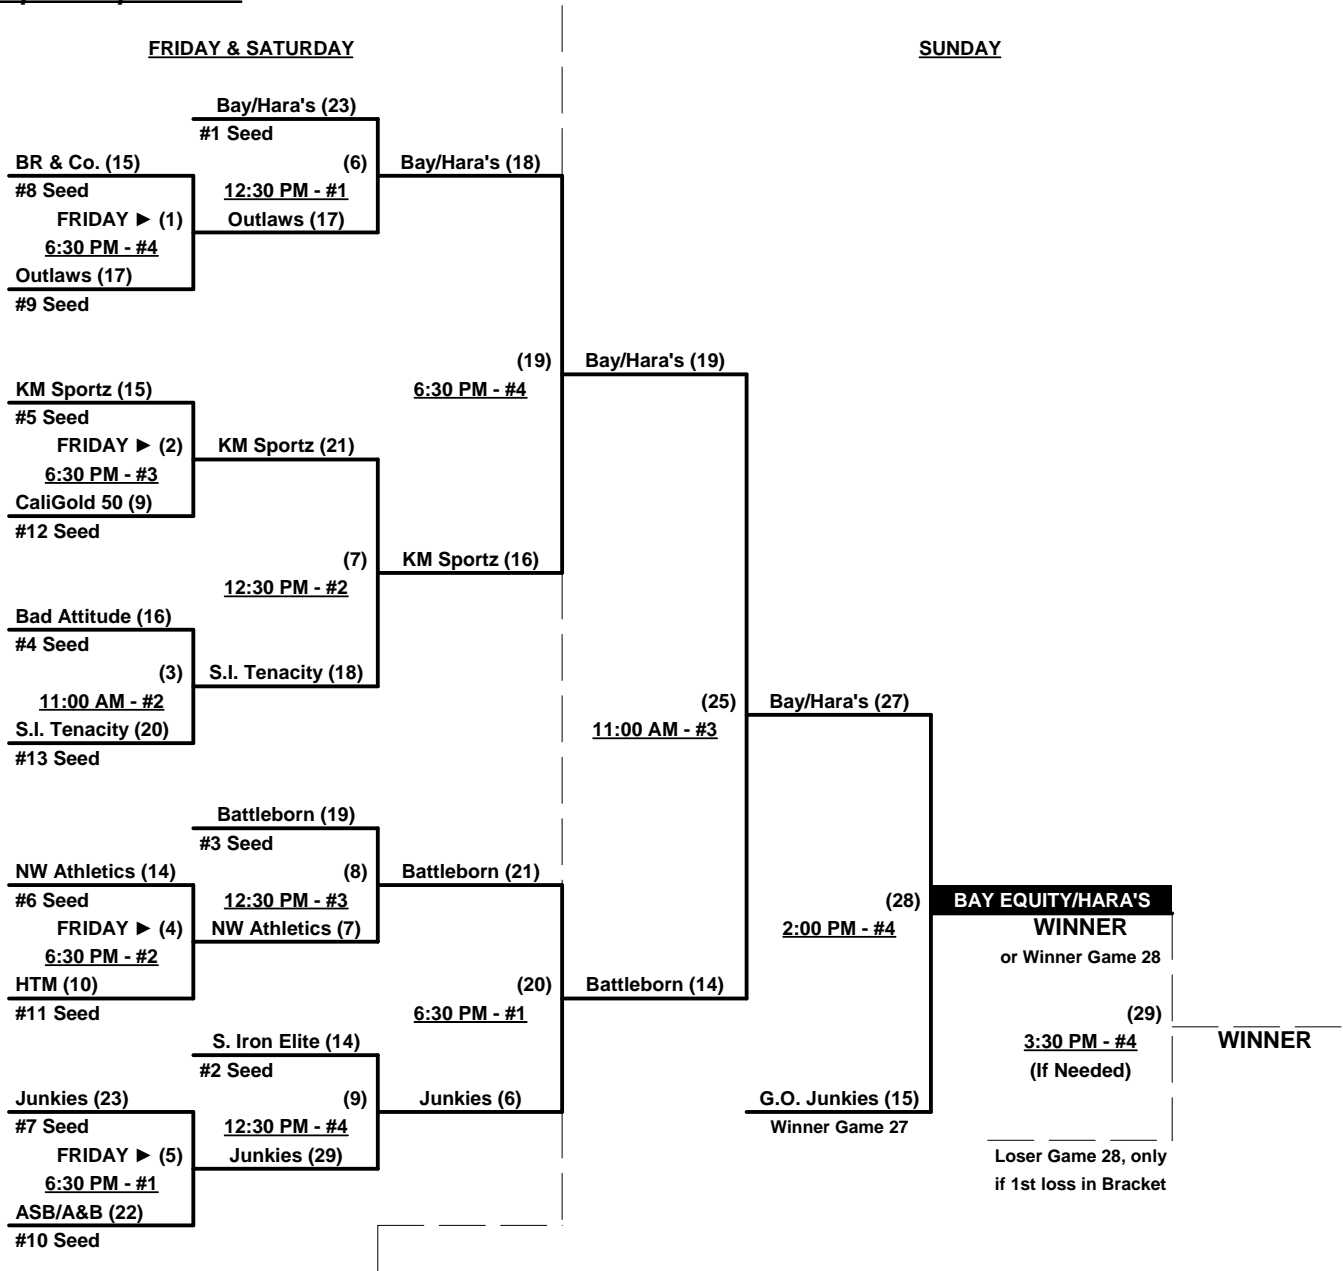 FRIDAY & SATURDAY
SUNDAY
Bay/Hara's (23)
#1 Seed
BR & Co. (15)
(6)
Bay/Hara's (18)
#8 Seed
12:30 PM - #1
FRIDAY ► (1)
Outlaws (17)
6:30 PM - #4
Outlaws (17)
#9 Seed
(19)
Bay/Hara's (19)
KM Sportz (15)
6:30 PM - #4
#5 Seed
FRIDAY ► (2)
KM Sportz (21)
6:30 PM - #3
CaliGold 50 (9)
#12 Seed
(7)
KM Sportz (16)
12:30 PM - #2
Bad Attitude (16)
#4 Seed
(3)
S.I. Tenacity (18)
11:00 AM - #2
(25)
Bay/Hara's (27)
S.I. Tenacity (20)
11:00 AM - #3
#13 Seed
Battleborn (19)
#3 Seed
NW Athletics (14)
(8)
Battleborn (21)
#6 Seed
12:30 PM - #3
(28)
BAY EQUITY/HARA'S
FRIDAY ► (4)
NW Athletics (7)
2:00 PM - #4
WINNER
6:30 PM - #2
or Winner Game 28
HTM (10)
(20)
Battleborn (14)
#11 Seed
6:30 PM - #1
(29)
S. Iron Elite (14)
3:30 PM - #4
WINNER
#2 Seed
(If Needed)
Junkies (23)
(9)
Junkies (6)
G.O. Junkies (15)
#7 Seed
12:30 PM - #4
Winner Game 27
FRIDAY ► (5)
Junkies (29)
Loser Game 28, only
6:30 PM - #1
if 1st loss in Bracket
ASB/A&B (22)
#10 Seed